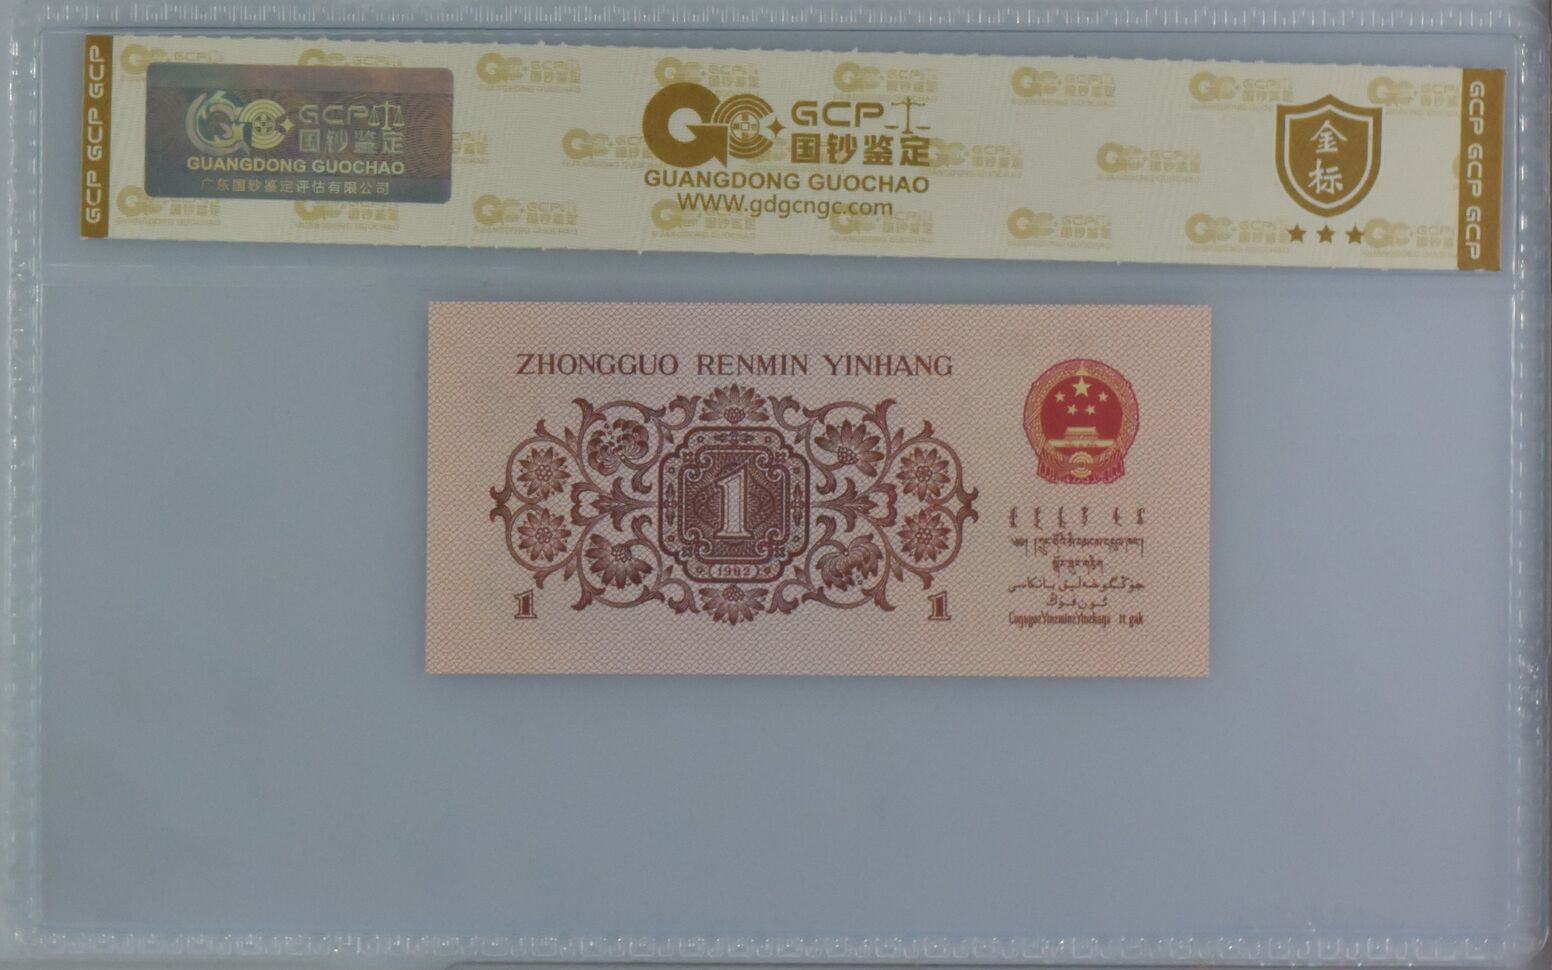 GCP GCP GCP
GCP
国钞鉴定
GUANGDONG GUOCHAO
广东国钞鉴定评估有限公司
GCP
国钞鉴定
GUANGDONG GUOCHAO
WWW.gdgcngc.com
金
标
GCP GCP GCP
ZHONGGUO RENMIN YINHANG
1
(1962)
1
1